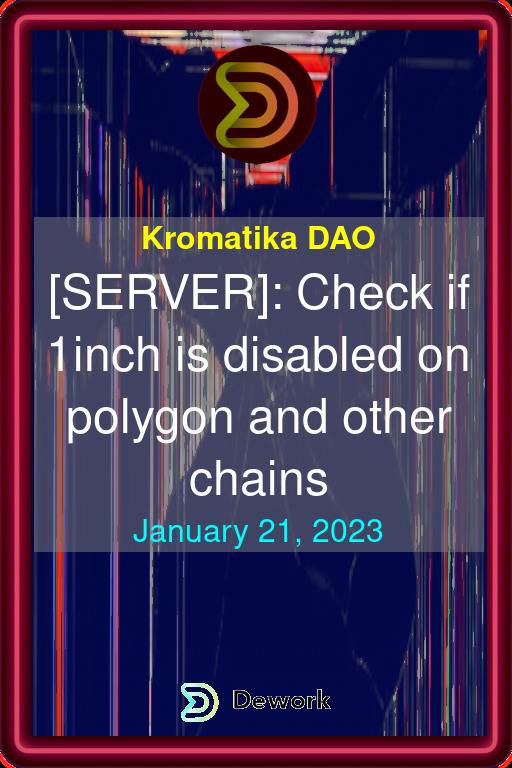 Kromatika DAO
[SERVER]: Check if
1inch is disabled on
polygon and other
chains
January 21, 2023
Dework